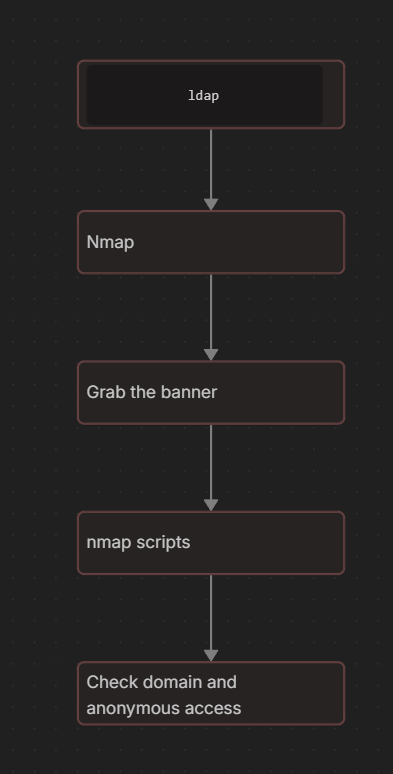 ldap
Nmap
Grab the banner
nmap scripts
Check domain and
anonymous access